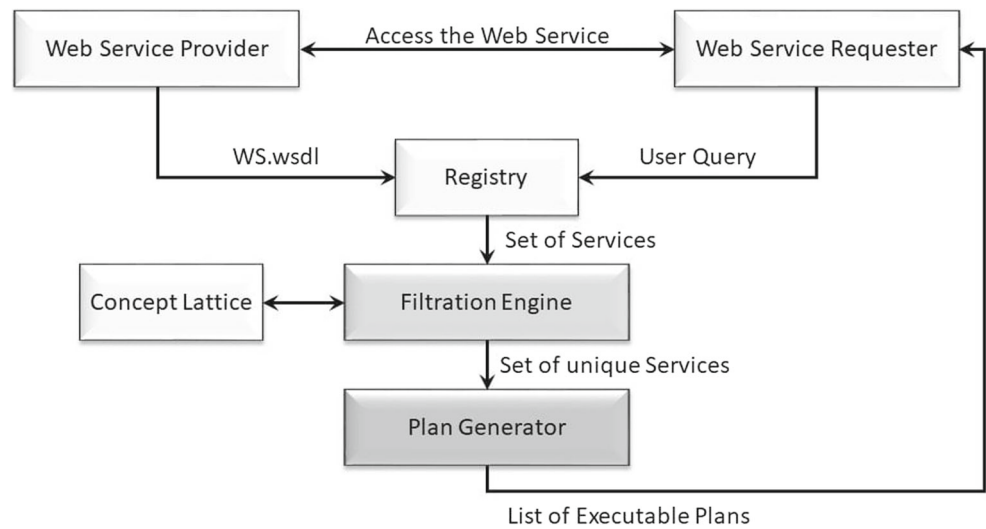 Web Service Provider
Access the Web Service
Web Service Requester
WS.wsdl
User Query
Registry
Set of Services
Concept Lattice
Filtration Engine
Set of unique Services
Plan Generator
List of Executable Plans